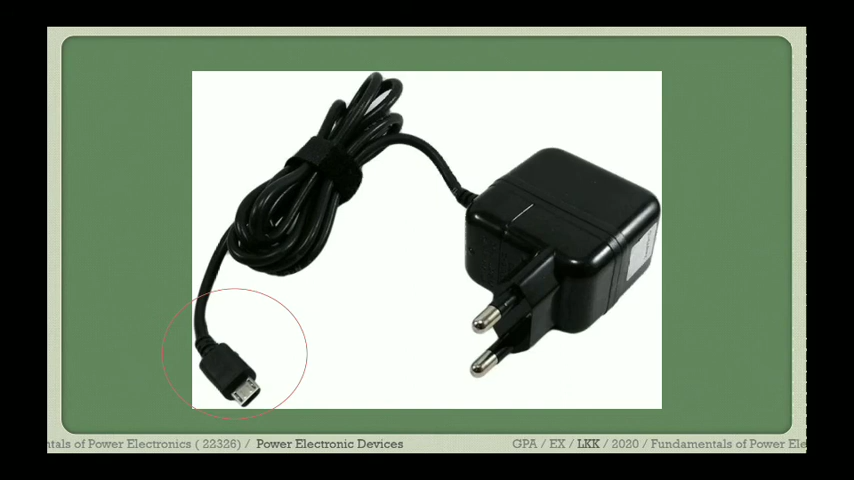 ntals of Power Electronics ( 22326) / Power Electronic Devices
GPA / EX / LKK / 2020 / Fundamentals of Power Ele